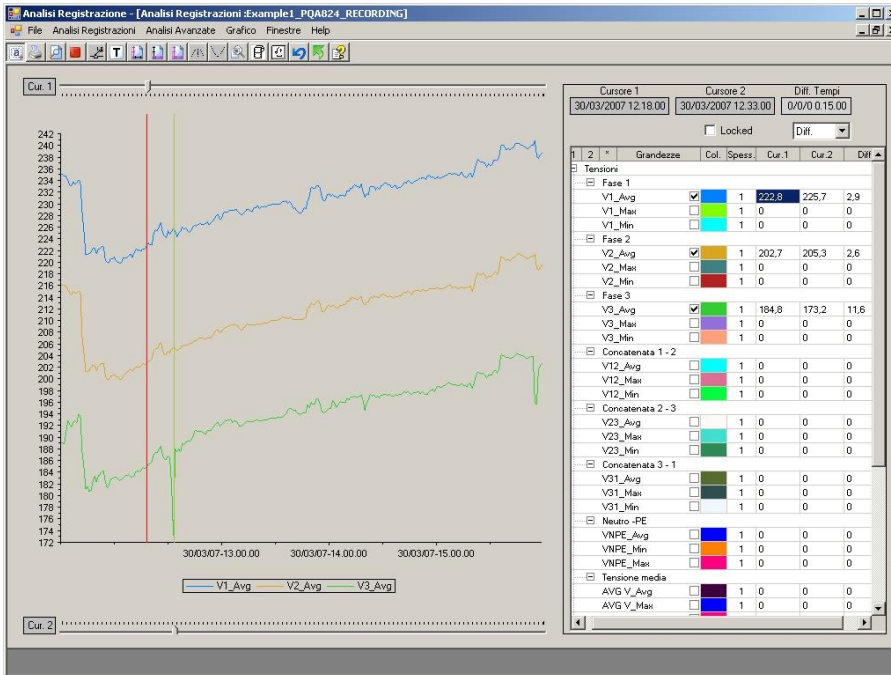 Analisi Registrazione - [Analisi Registrazioni :Example1_PQA824_RECORDING]
File Analisi Registrazioni Analisi Avanzate Grafico Finestre Help
Cur. 1
242
240
238
236
234
232
230
228
226
224
222
220
218
216
214
212
210
208
206
204
202
200
198
196
194
192
190
188
186
184
182
180
178
176
174
172
30/03/07-13.00.00 30/03/07-14.00.00 30/03/07-15.00.00
V1_Avg V2_Avg V3_Avg
Cur. 2
Cursore 1 Cursore 2 Diff. Tempi
30/03/2007 12.18.00 30/03/2007 12.33.00 0/0/0 0.15.00
Locked Diff.
1 2 * Grandezze Col. Spess. Cur.1 Cur.2 Diff
Tensioni
Fase 1
V1_Avg 1 222,8 225,7 2,9
V1_Max 1 0 0 0
V1_Min 1 0 0 0
Fase 2
V2_Avg 1 202,7 205,3 2,6
V2_Max 1 0 0 0
V2_Min 1 0 0 0
Fase 3
V3_Avg 1 184,8 173,2 11,6
V3_Max 1 0 0 0
V3_Min 1 0 0 0
Concatenata 1 - 2
V12_Avg 1 0 0 0
V12_Max 1 0 0 0
V12_Min 1 0 0 0
Concatenata 2 - 3
V23_Avg 1 0 0 0
V23_Max 1 0 0 0
V23_Min 1 0 0 0
Concatenata 3 - 1
V31_Avg 1 0 0 0
V31_Max 1 0 0 0
V31_Min 1 0 0 0
Neutro -PE
VNPE_Avg 1 0 0 0
VNPE_Min 1 0 0 0
VNPE_Max 1 0 0 0
Tensione media
AVG V_Avg 1 0 0 0
AVG V_Max 1 0 0 0